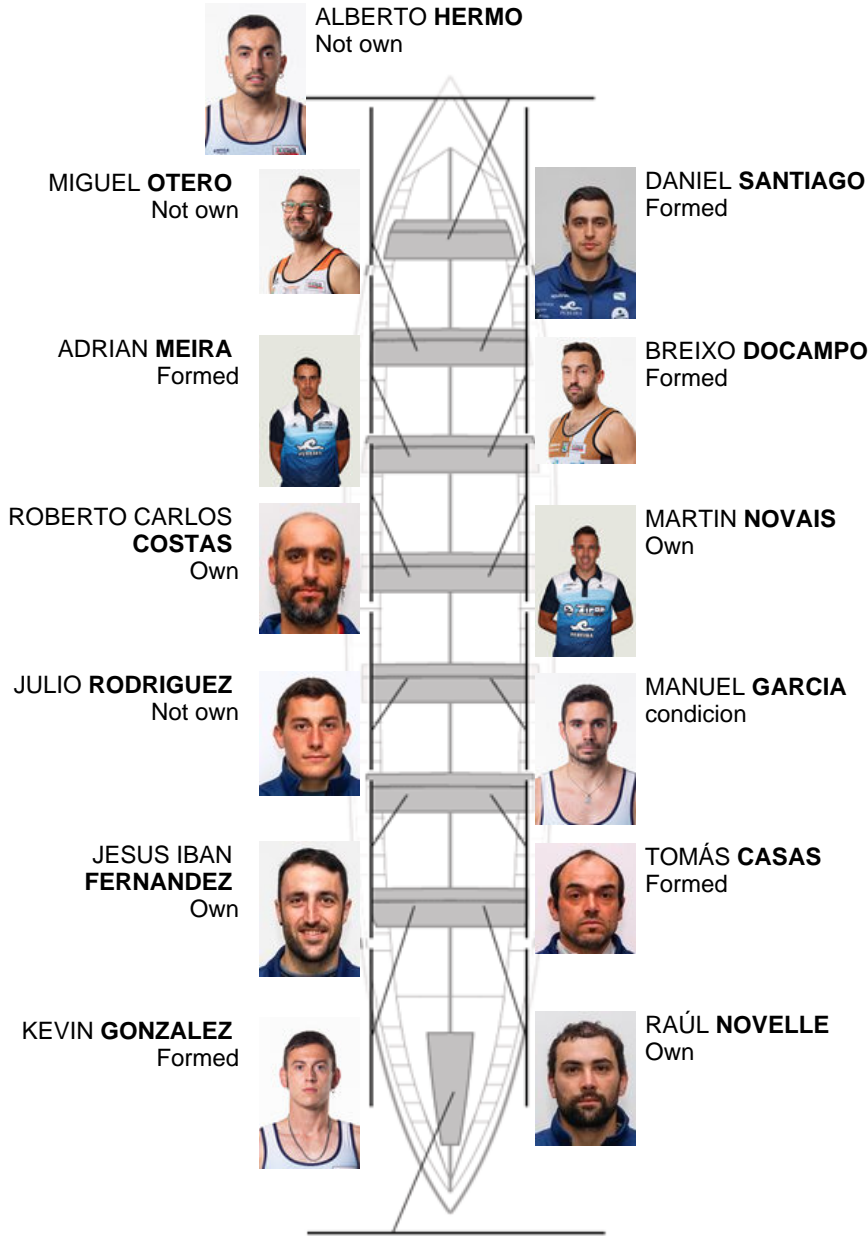 ALBERTO HERMO
Not own
MIGUEL OTERO
Not own
DANIEL SANTIAGO
Formed
ADRIAN MEIRA
Formed
BREIXO DOCAMPO
Formed
ROBERTO CARLOS
COSTAS
Own
MARTIN NOVAIS
Own
JULIO RODRIGUEZ
Not own
MANUEL GARCIA
condicion
JESUS IBAN
FERNANDEZ
Own
TOMÁS CASAS
Formed
KEVIN GONZALEZ
Formed
RAÚL NOVELLE
Own